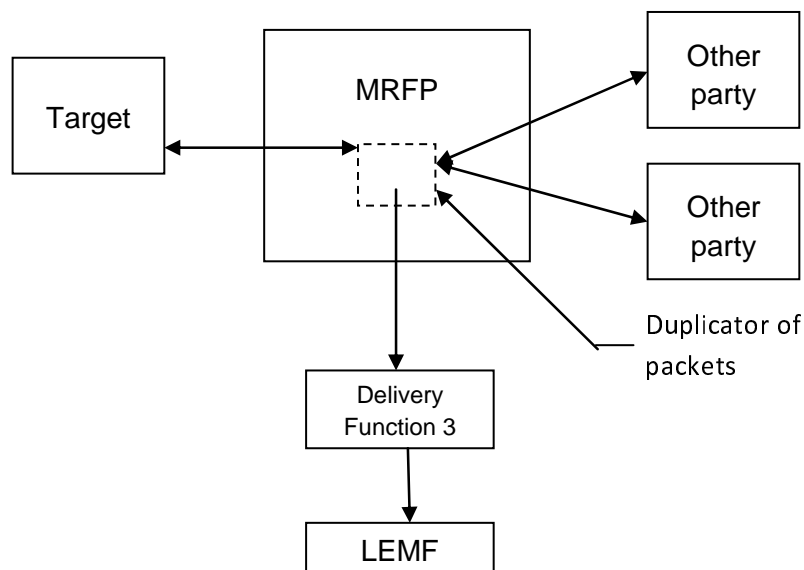 Target
MRFP
Other
party
Other
party
Duplicator of
packets
Delivery
Function 3
LEMF